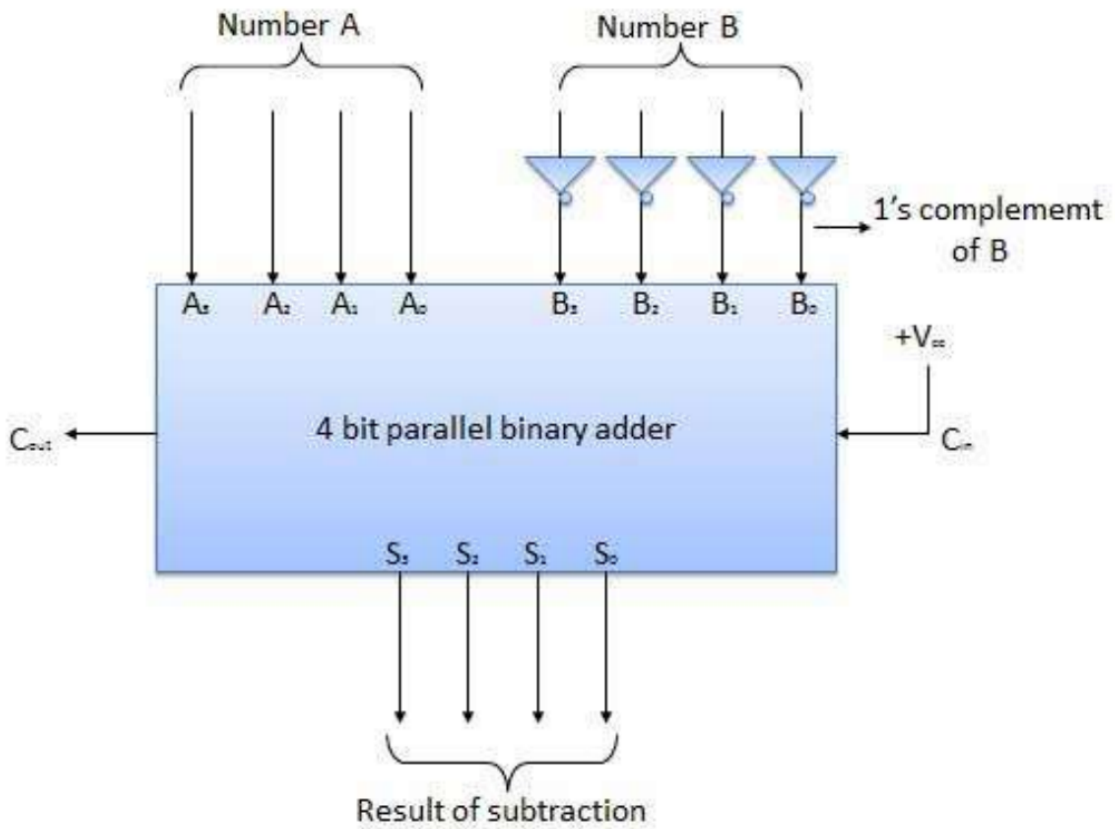 Number A
Number B
1's complememt
of B
A₃ A₂ A₁ A₀ B₃ B₂ B₁ B₀
+Vcc
4 bit parallel binary adder
Cout
Cin
S₃ S₂ S₁ S₀
Result of subtraction